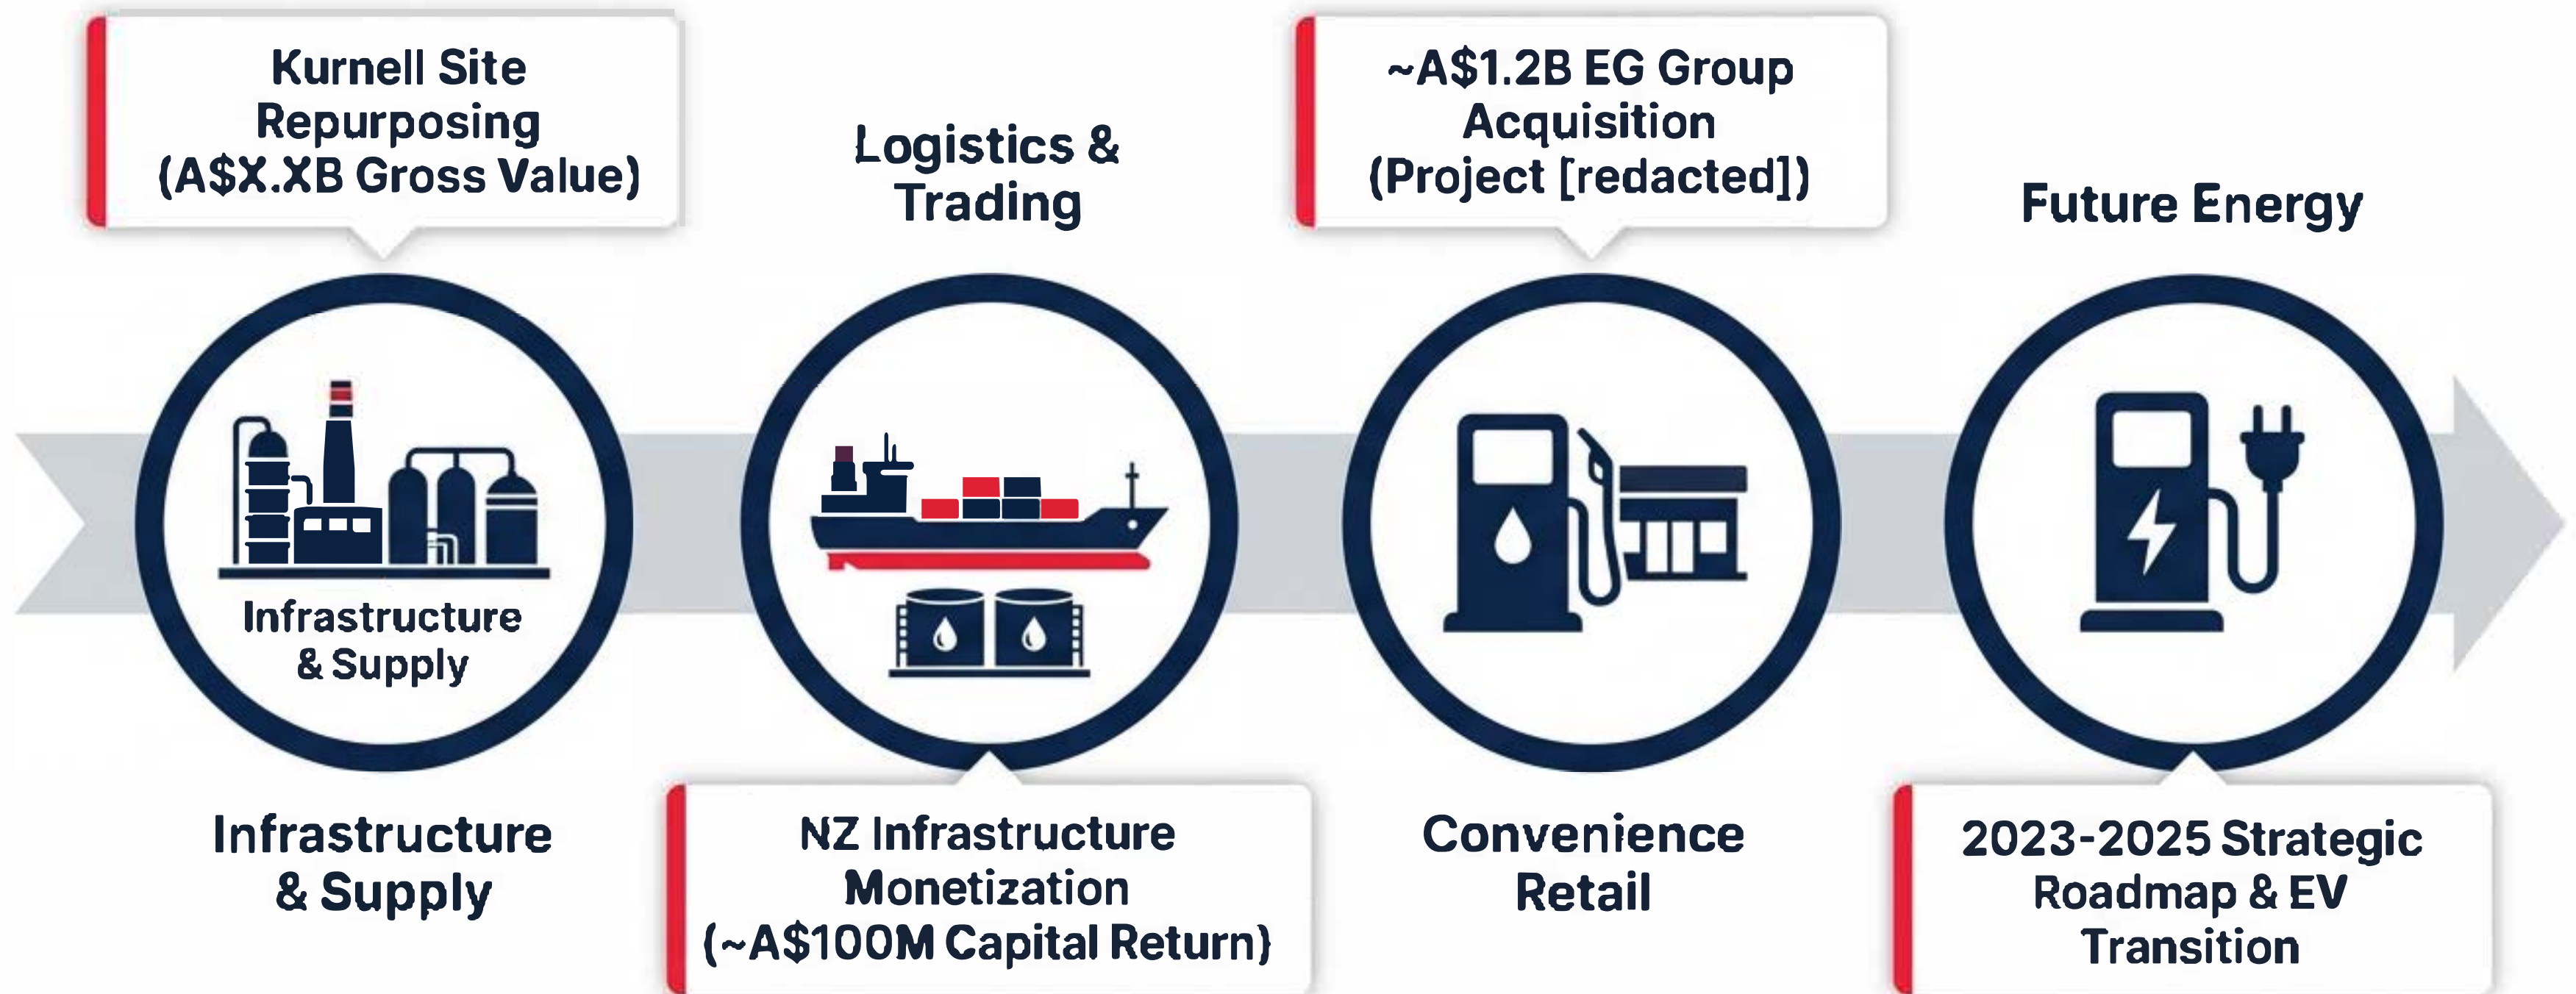 Kurnell Site
Repurposing
(A$X.XB Gross Value)
Infrastructure
& Supply
Infrastructure
& Supply
Logistics &
Trading
NZ Infrastructure
Monetization
(~A$100M Capital Return)
~A$1.2B EG Group
Acquisition
(Project [redacted])
Convenience
Retail
Future Energy
2023-2025 Strategic
Roadmap & EV
Transition